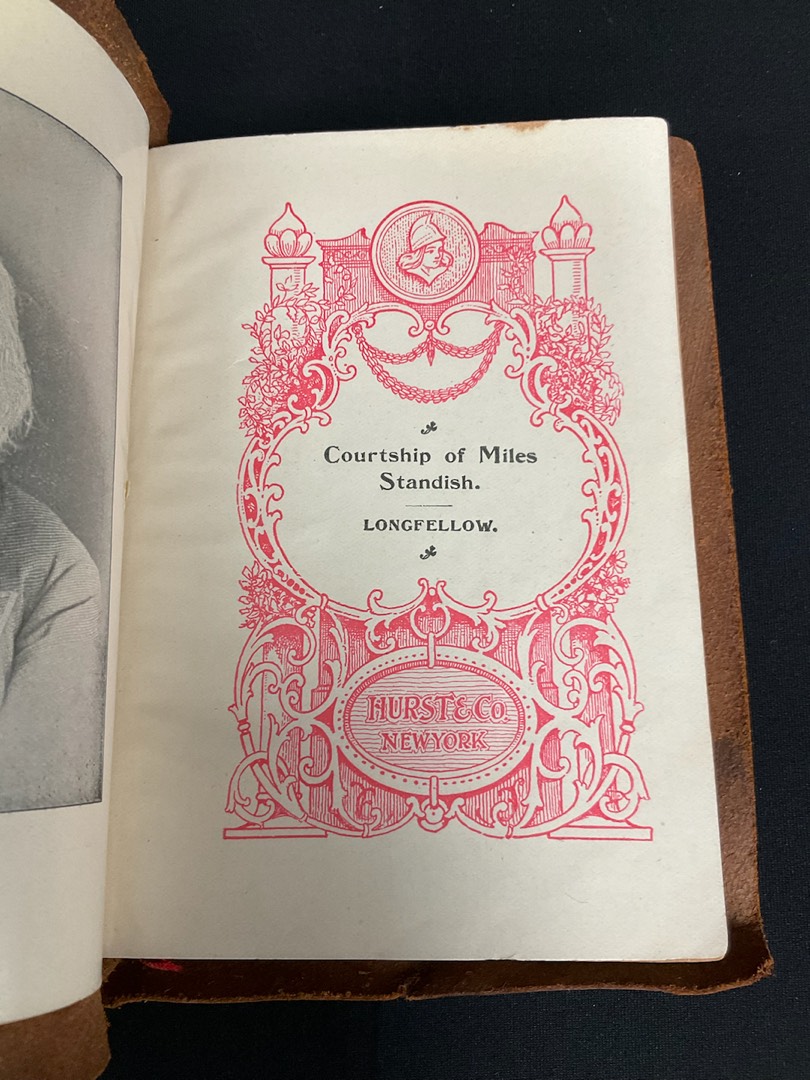 Courtship of Miles
Standish.
LONGFELLOW.
HURST & CO.
NEW YORK